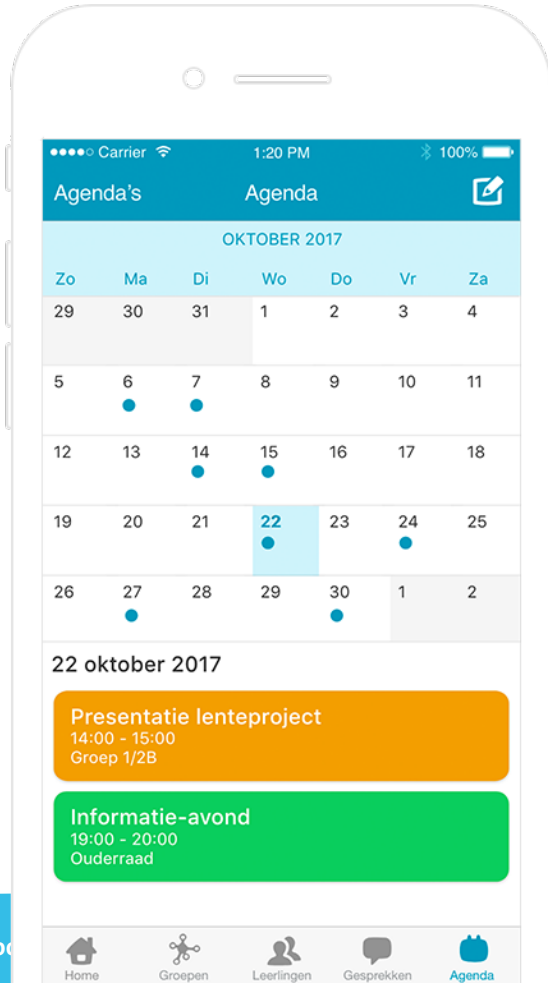 Carrier 1:20 PM 100%
Agenda's Agenda
OKTOBER 2017
Zo Ma Di Wo Do Vr Za
29 30 31 1 2 3 4
5 6 7 8 9 10 11
12 13 14 15 16 17 18
19 20 21 22 23 24 25
26 27 28 29 30 1 2
22 oktober 2017
Presentatie lenteproject
14:00 - 15:00
Groep 1/2B
Informatie-avond
19:00 - 20:00
Ouderraad
Home Groepen Leerlingen Gesprekken Agenda